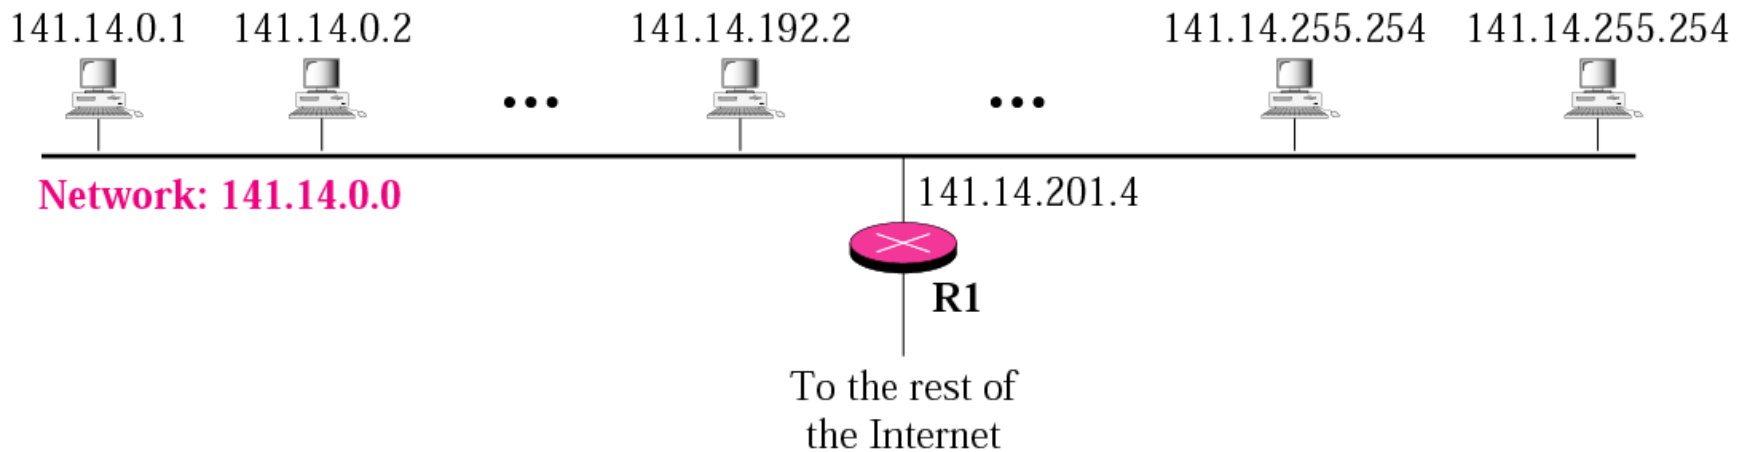 141.14.0.1 141.14.0.2 141.14.192.2 141.14.255.254 141.14.255.254
Network: 141.14.0.0
141.14.201.4
R1
To the rest of
the Internet